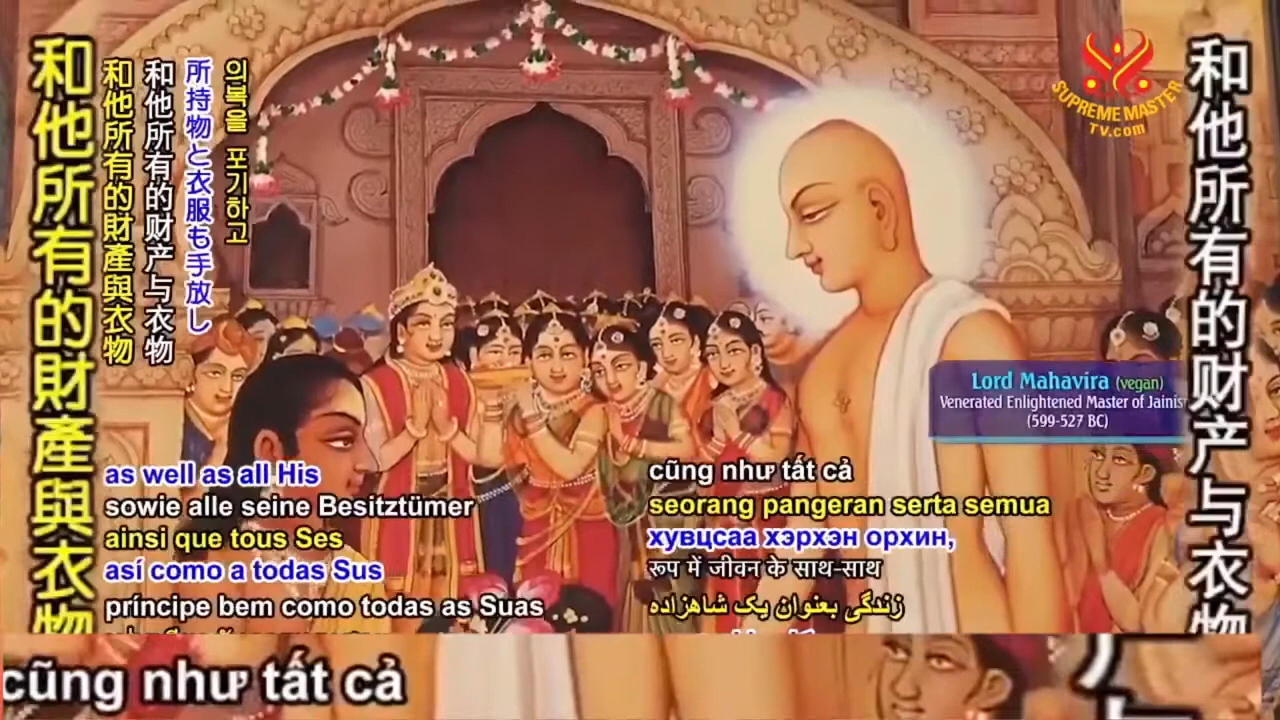 和他所有的財產與衣物
和他所有的財產與衣物
和他所有的财产与衣物
所持物と衣服も手放し
의복을 포기하고
SUPREME MASTER
TV.com
和他所有的财产与衣物
Lord Mahavira (vegan)
Venerated Enlightened Master of Jainis
(599-527 BC)
as well as all His
sowie alle seine Besitztümer
ainsi que tous Ses
así como a todas Sus
príncipe bem como todas as Suas
cũng như tất cả
seorang pangeran serta semua
хувцсаа хэрхэн орхин,
रूप में जीवन के साथ-साथ
زندگی بعنوان یک شاهزاده
cũng như tất cả